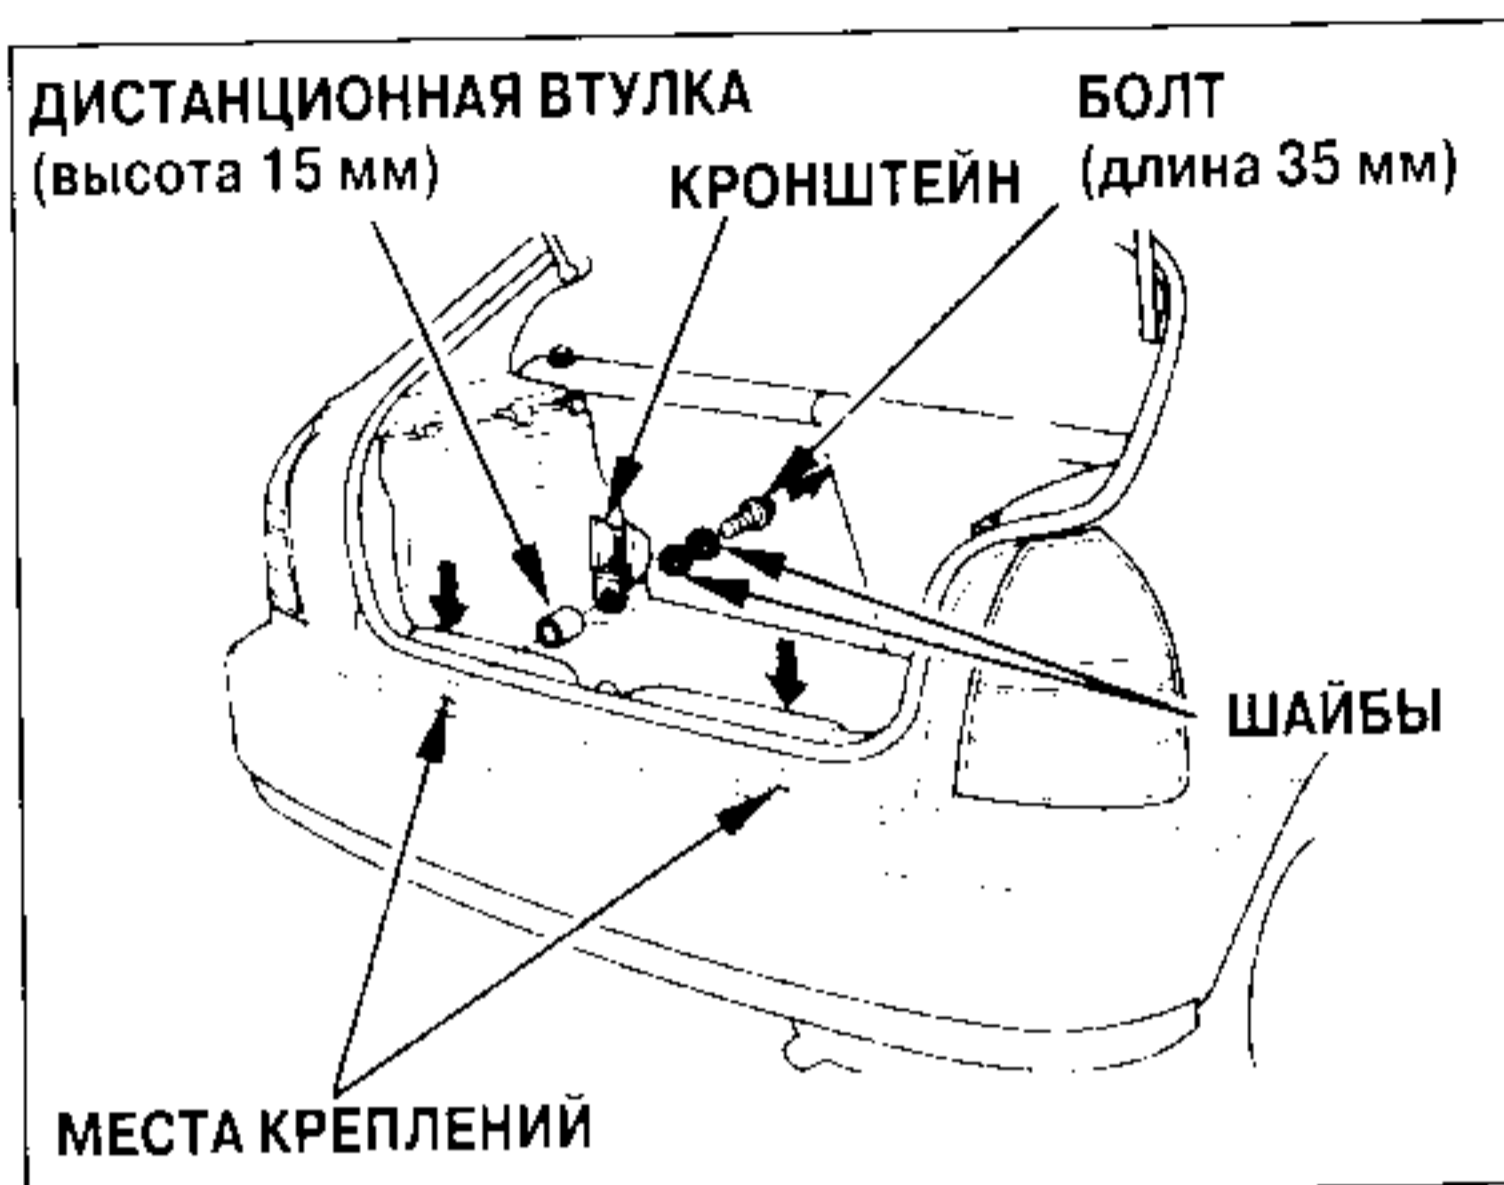 ДИСТАНЦИОННАЯ ВТУЛКА
(высота 15 мм)
КРОНШТЕЙН
БОЛТ
(длина 35 мм)
ШАЙБЫ
МЕСТА КРЕПЛЕНИЙ